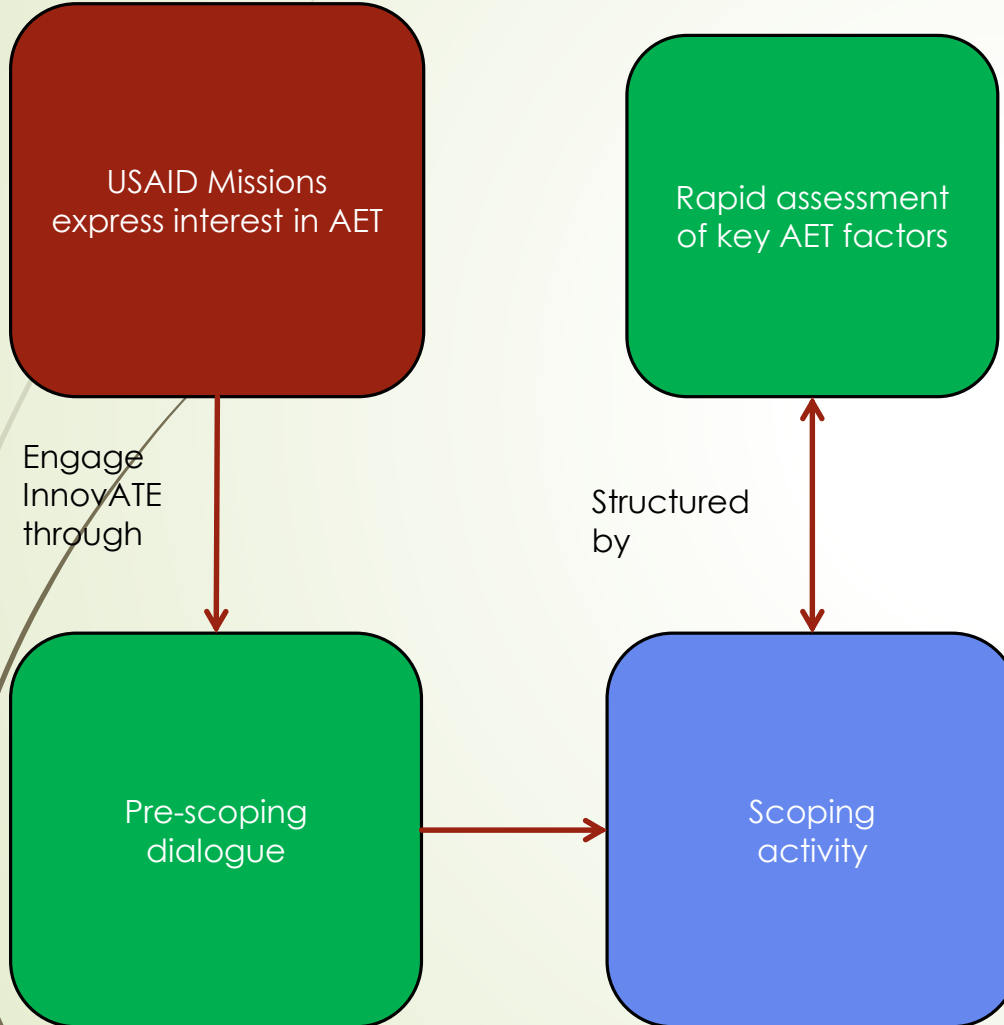 USAID Missions
express interest in AET
Rapid assessment
of key AET factors
Engage
InnovATE
through
Structured
by
Pre-scoping
dialogue
Scoping
activity